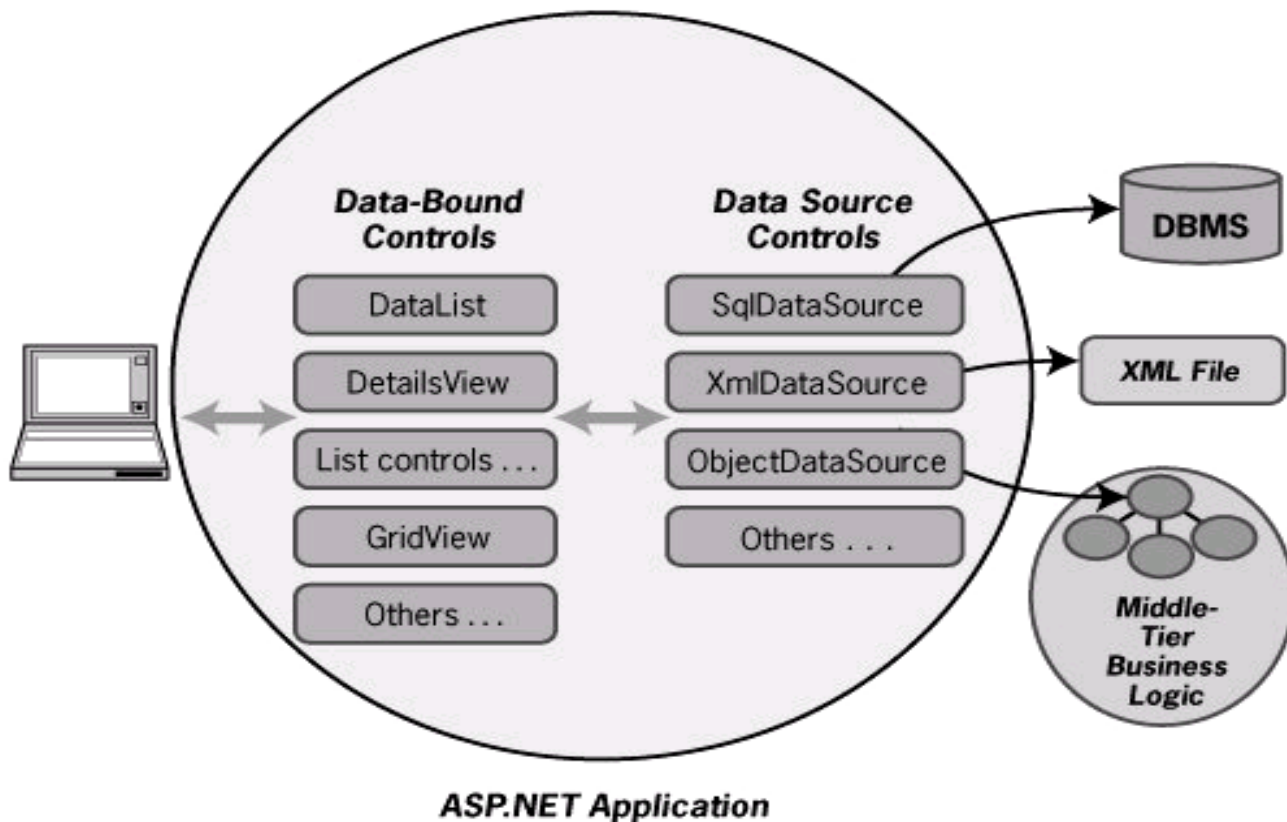 Data-Bound
Controls
DataList
DetailsView
List controls ...
GridView
Others ...
Data Source
Controls
SqlDataSource
XmlDataSource
ObjectDataSource
Others . . .
DBMS
XML File
Middle-
Tier
Business
Logic
ASP.NET Application